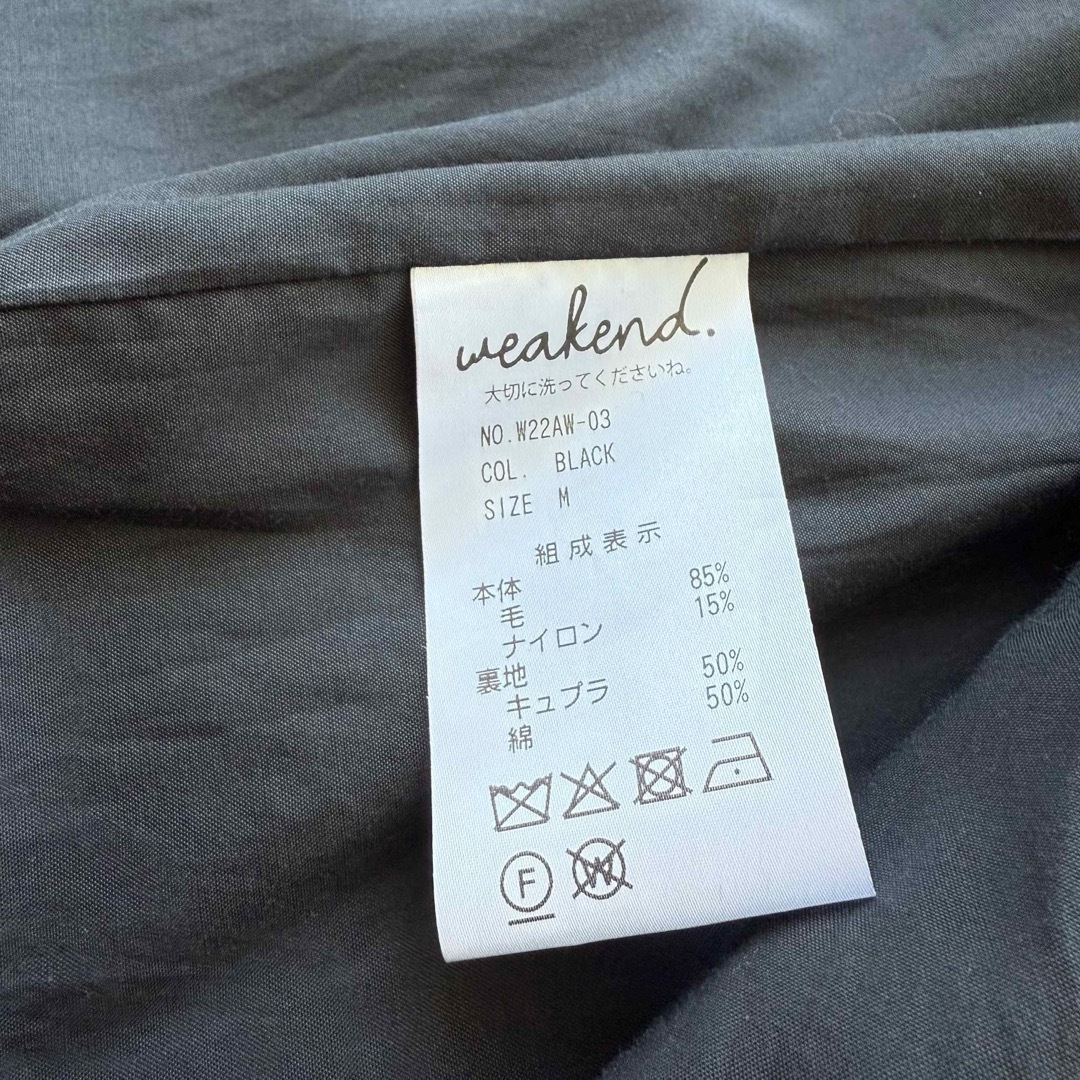 weakend.
大切に洗ってくださいね。
NO.W22AW-03
COL. BLACK
SIZE M
組成表示
本体
毛 85%
ナイロン 15%
裏地
キュプラ 50%
綿 50%
F W